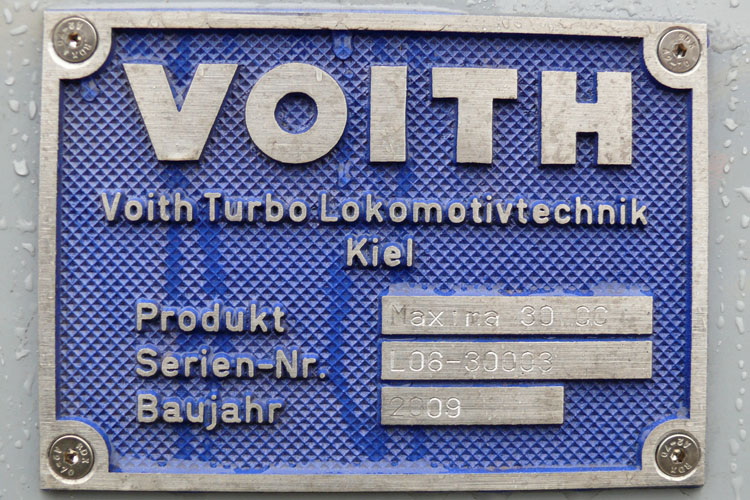 VOITH
Voith Turbo Lokomotivtechnik
Kiel
Produkt Maxima 30 CC
Serien-Nr. L06-30003
Baujahr 2009